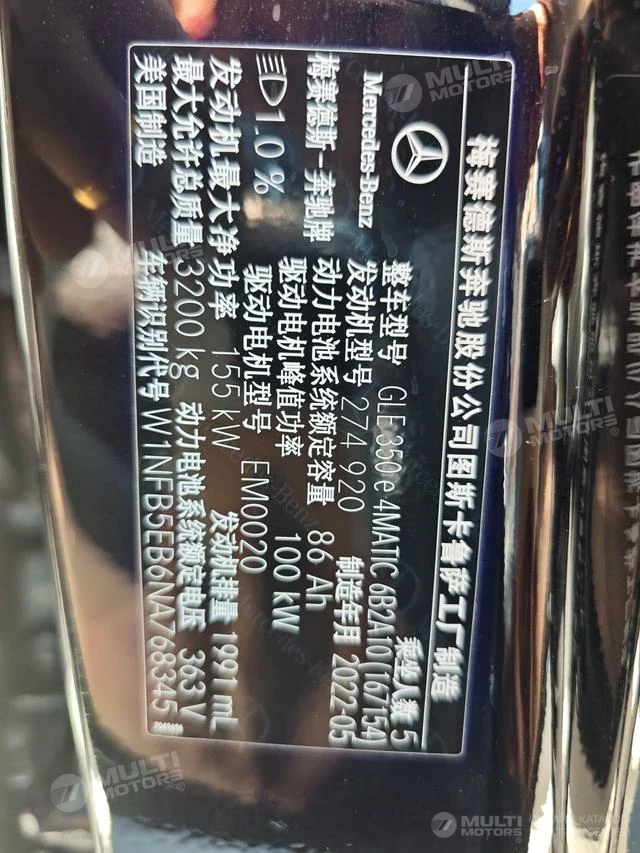 梅赛德斯奔驰股份公司图斯卡鲁萨工厂制造
Mercedes-Benz
梅赛德斯-奔驰牌
1.0%
整车型号 GLE 350 e 4MATIC 6B2A10 (167154)
发动机型号 274 920
乘坐人数 5
动力电池系统额定容量 86 Ah
制造年月 2022-05
驱动电机峰值功率 100 kW
驱动电机型号 EM0020
发动机最大净功率 155 kW
发动机排量 1991 mL
最大允许总质量 3200 kg
动力电池系统额定电压 363 V
美国制造
车辆识别代号 W1NFB5EB6NA768345
MULTI MOTORS
MULTI MOTORS
MULTI MOTORS
MULTI MOTORS
MULTI MOTORS